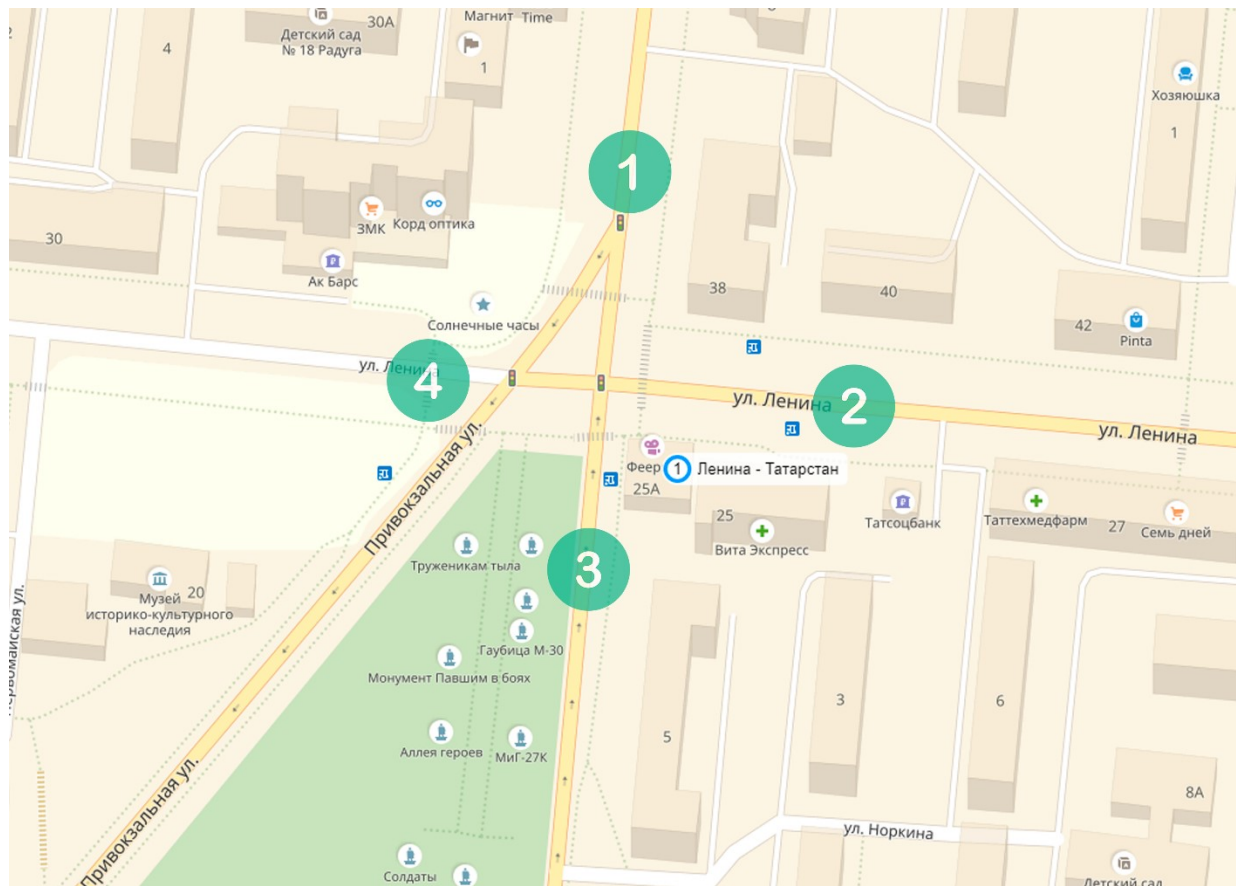 Магнит Time
30А
Детский сад
№ 18 Радуга
4
1
Хозяюшка
1
1
ЗМК
Корд оптика
30
Ак Барс
38
40
42
Pinta
Солнечные часы
ул. Ленина
4
ул. Ленина
2
ул. Ленина
Привокзальная ул.
1 Ленина - Татарстан
25А
25
Вита Экспресс
Татсоцбанк
Таттехмедфарм
27
Семь дней
Труженикам тыла
3
Музей
историко-культурного
наследия
20
Гаубица М-30
Монумент Павшим в боях
Аллея героев
МиГ-27К
5
3
6
8А
Привокзальная ул.
ул. Норкина
Солдаты
Детский сад